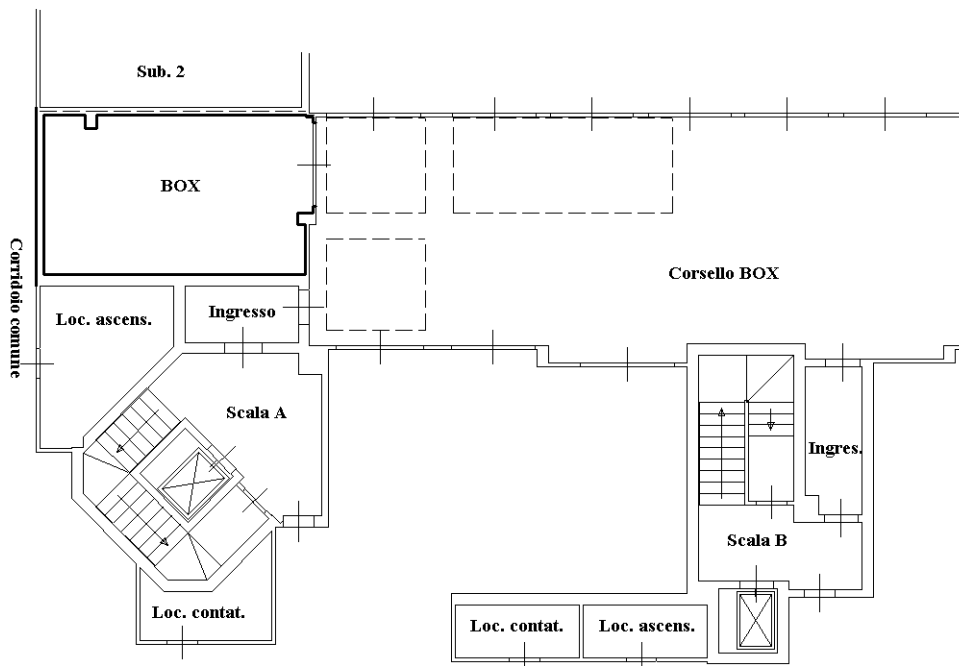 Sub. 2
BOX
Corridoio comune
Corsello BOX
Ingresso
Loc. ascens.
Scala A
Ingres.
Scala B
Loc. contat.
Loc. contat.
Loc. ascens.